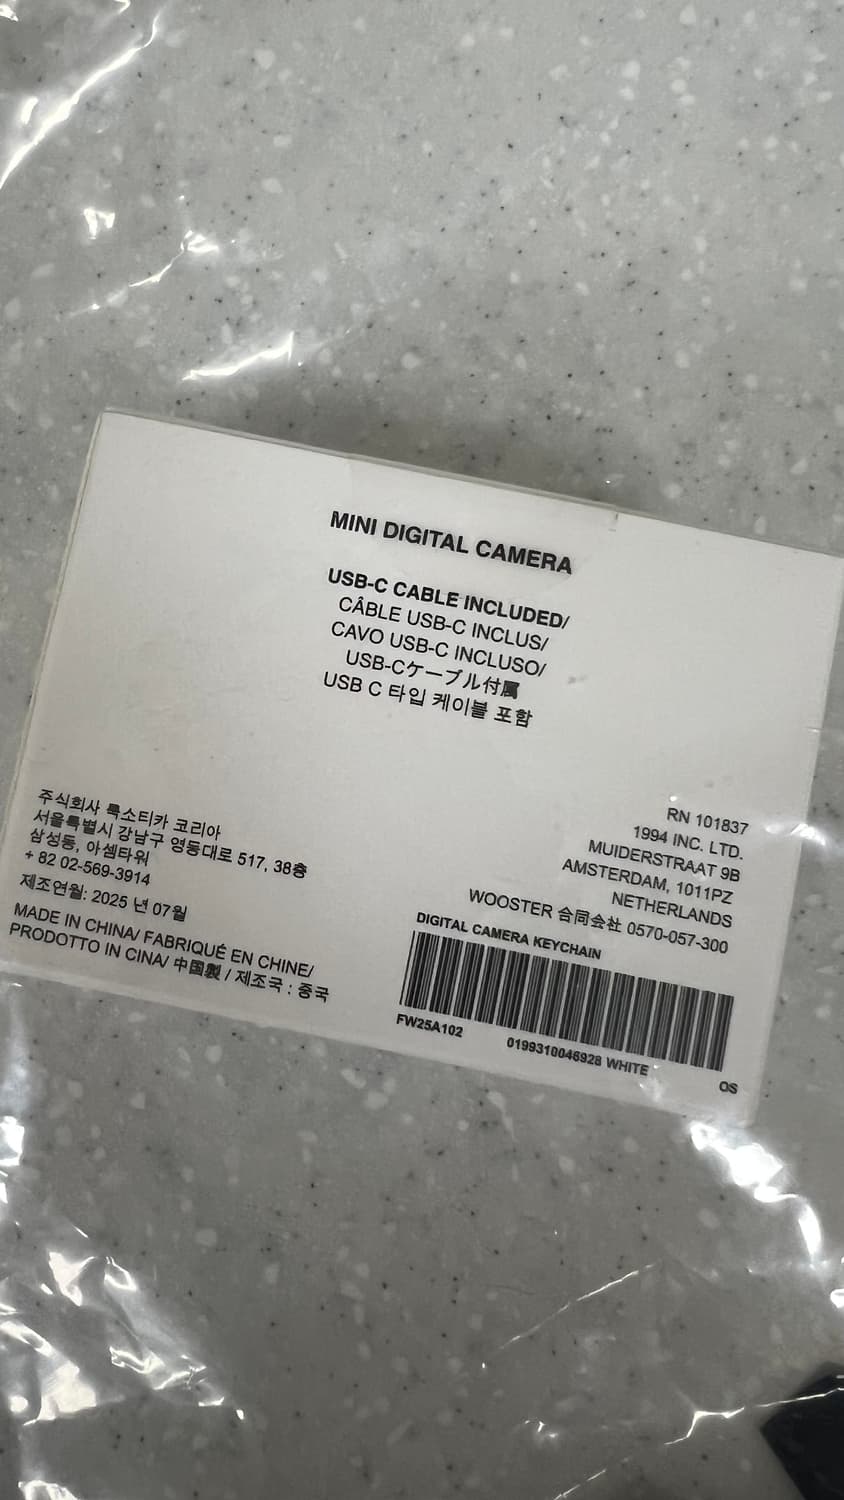 MINI DIGITAL CAMERA
USB-C CABLE INCLUDED/
CÂBLE USB-C INCLUS/
CAVO USB-C INCLUSO/
USB-Cケーブル付属
USB C 타입 케이블 포함
주식회사 룩소티카 코리아
서울특별시 강남구 영동대로 517, 38층
삼성동, 아셈타워
+ 82 02-569-3914
제조연월: 2025 년 07월
MADE IN CHINA/ FABRIQUÉ EN CHINE/
PRODOTTO IN CINA/ 中国製 / 제조국 : 중국
RN 101837
1994 INC. LTD.
MUIDERSTRAAT 9B
AMSTERDAM, 1011PZ
NETHERLANDS
WOOSTER 合同会社 0570-057-300
DIGITAL CAMERA KEYCHAIN
FW25A102
0199310046928 WHITE
OS